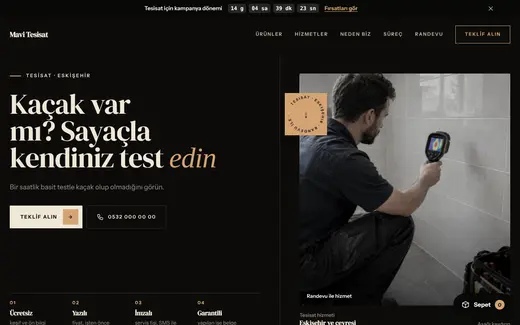 Tesisat için kampanya dönemi 14 g 04 sa 39 dk 23 sn Fırsatları gör
Mavi Tesisat
ÜRÜNLER HİZMETLER NEDEN BİZ SÜREÇ RANDEVU TEKLİF ALIN
TESİSAT · ESKİŞEHİR
Kaçak var
mı? Sayaçla
kendiniz test edin
Bir saatlik basit testle kaçak olup olmadığını görün.
TEKLİF ALIN
0532 000 00 00
Randevu ile hizmet
Sepet 0
Tesisat hizmeti
Eskişehir ve çevresi
01 02 03 04
Ücretsiz Yazılı İmzalı Garantili